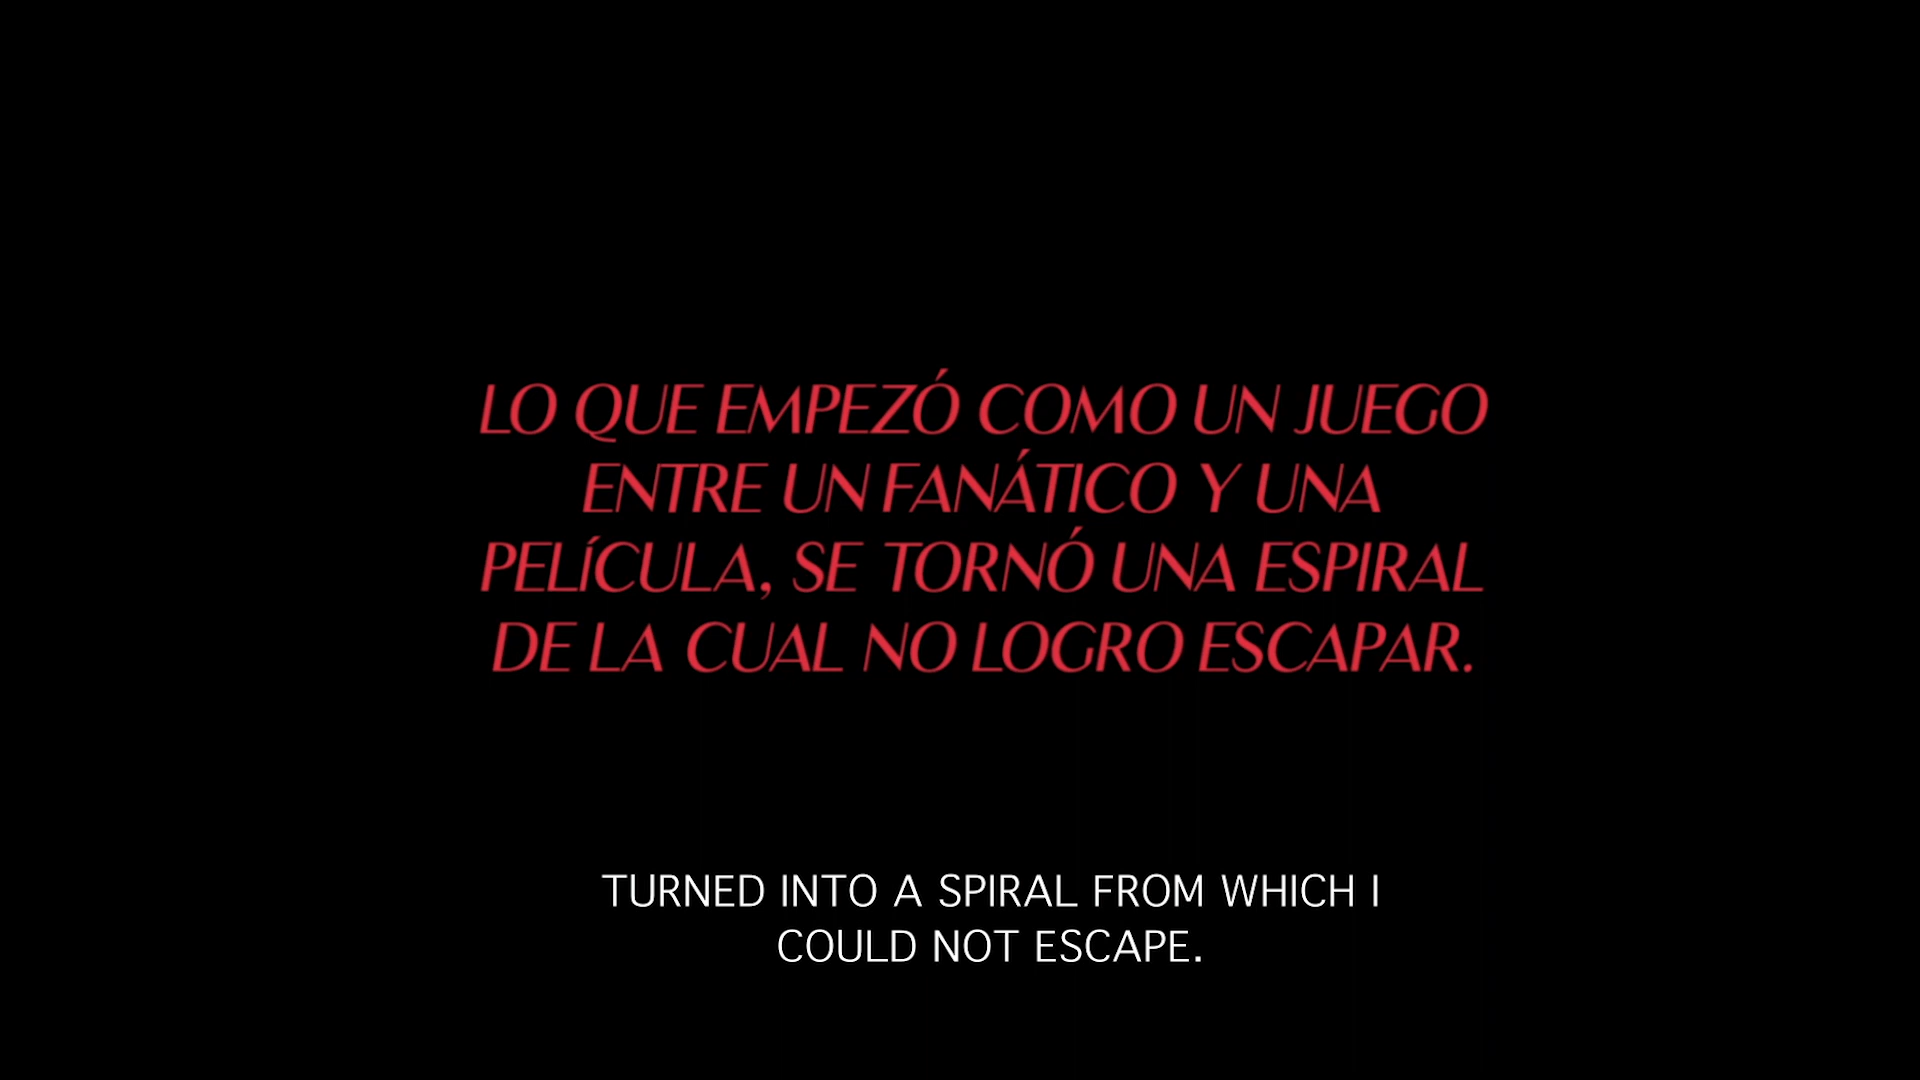 LO QUE EMPEZÓ COMO UN JUEGO
ENTRE UN FANÁTICO Y UNA
PELÍCULA, SE TORNÓ UNA ESPIRAL
DE LA CUAL NO LOGRO ESCAPAR.
TURNED INTO A SPIRAL FROM WHICH I
COULD NOT ESCAPE.